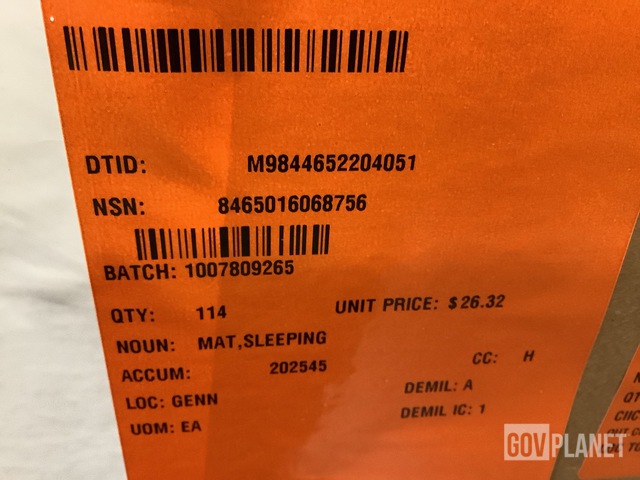 DTID: M9844652204051
NSN: 8465016068756
BATCH: 1007809265
QTY: 114 UNIT PRICE: $26.32
NOUN: MAT,SLEEPING
ACCUM: 202545 CC: H
LOC: GENN DEMIL: A
UOM: EA DEMIL IC: 1
GOVPLANET